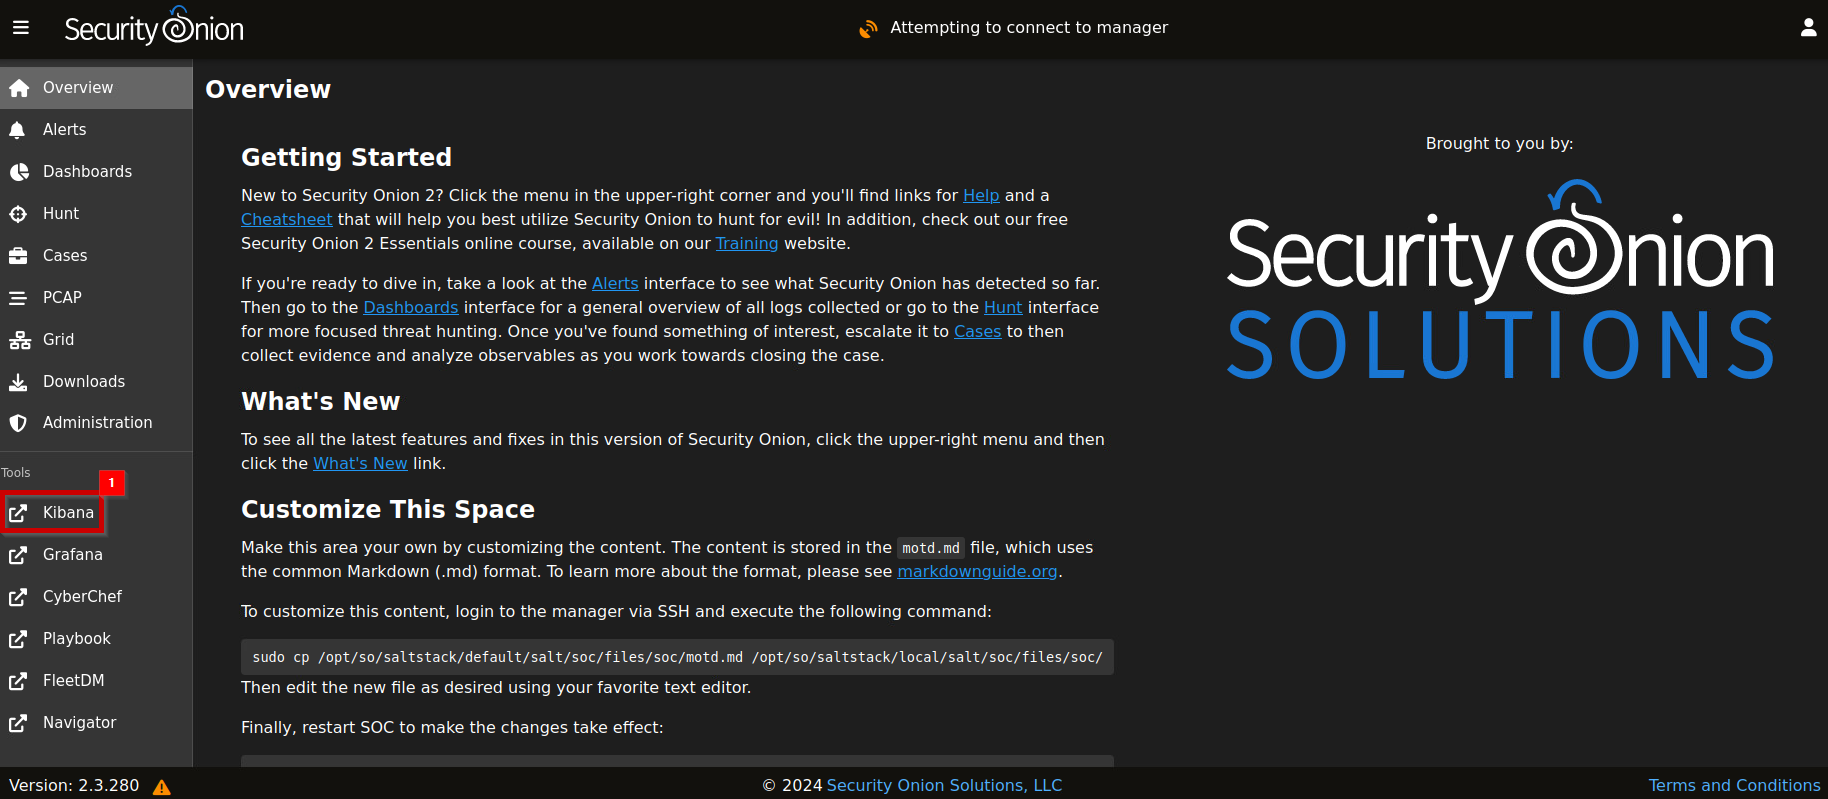 Security Onion
Attempting to connect to manager
Overview
Alerts
Dashboards
Hunt
Cases
PCAP
Grid
Downloads
Administration
Tools
1
Kibana
Grafana
CyberChef
Playbook
FleetDM
Navigator
Overview
Getting Started
New to Security Onion 2? Click the menu in the upper-right corner and you'll find links for Help and a
Cheatsheet that will help you best utilize Security Onion to hunt for evil! In addition, check out our free
Security Onion 2 Essentials online course, available on our Training website.
If you're ready to dive in, take a look at the Alerts interface to see what Security Onion has detected so far.
Then go to the Dashboards interface for a general overview of all logs collected or go to the Hunt interface
for more focused threat hunting. Once you've found something of interest, escalate it to Cases to then
collect evidence and analyze observables as you work towards closing the case.
What's New
To see all the latest features and fixes in this version of Security Onion, click the upper-right menu and then
click the What's New link.
Customize This Space
Make this area your own by customizing the content. The content is stored in the motd.md file, which uses
the common Markdown (.md) format. To learn more about the format, please see markdownguide.org.
To customize this content, login to the manager via SSH and execute the following command:
sudo cp /opt/so/saltstack/default/salt/soc/files/soc/motd.md /opt/so/saltstack/local/salt/soc/files/soc/
Then edit the new file as desired using your favorite text editor.
Finally, restart SOC to make the changes take effect:
Brought to you by:
Security Onion
SOLUTIONS
Version: 2.3.280
© 2024 Security Onion Solutions, LLC
Terms and Conditions